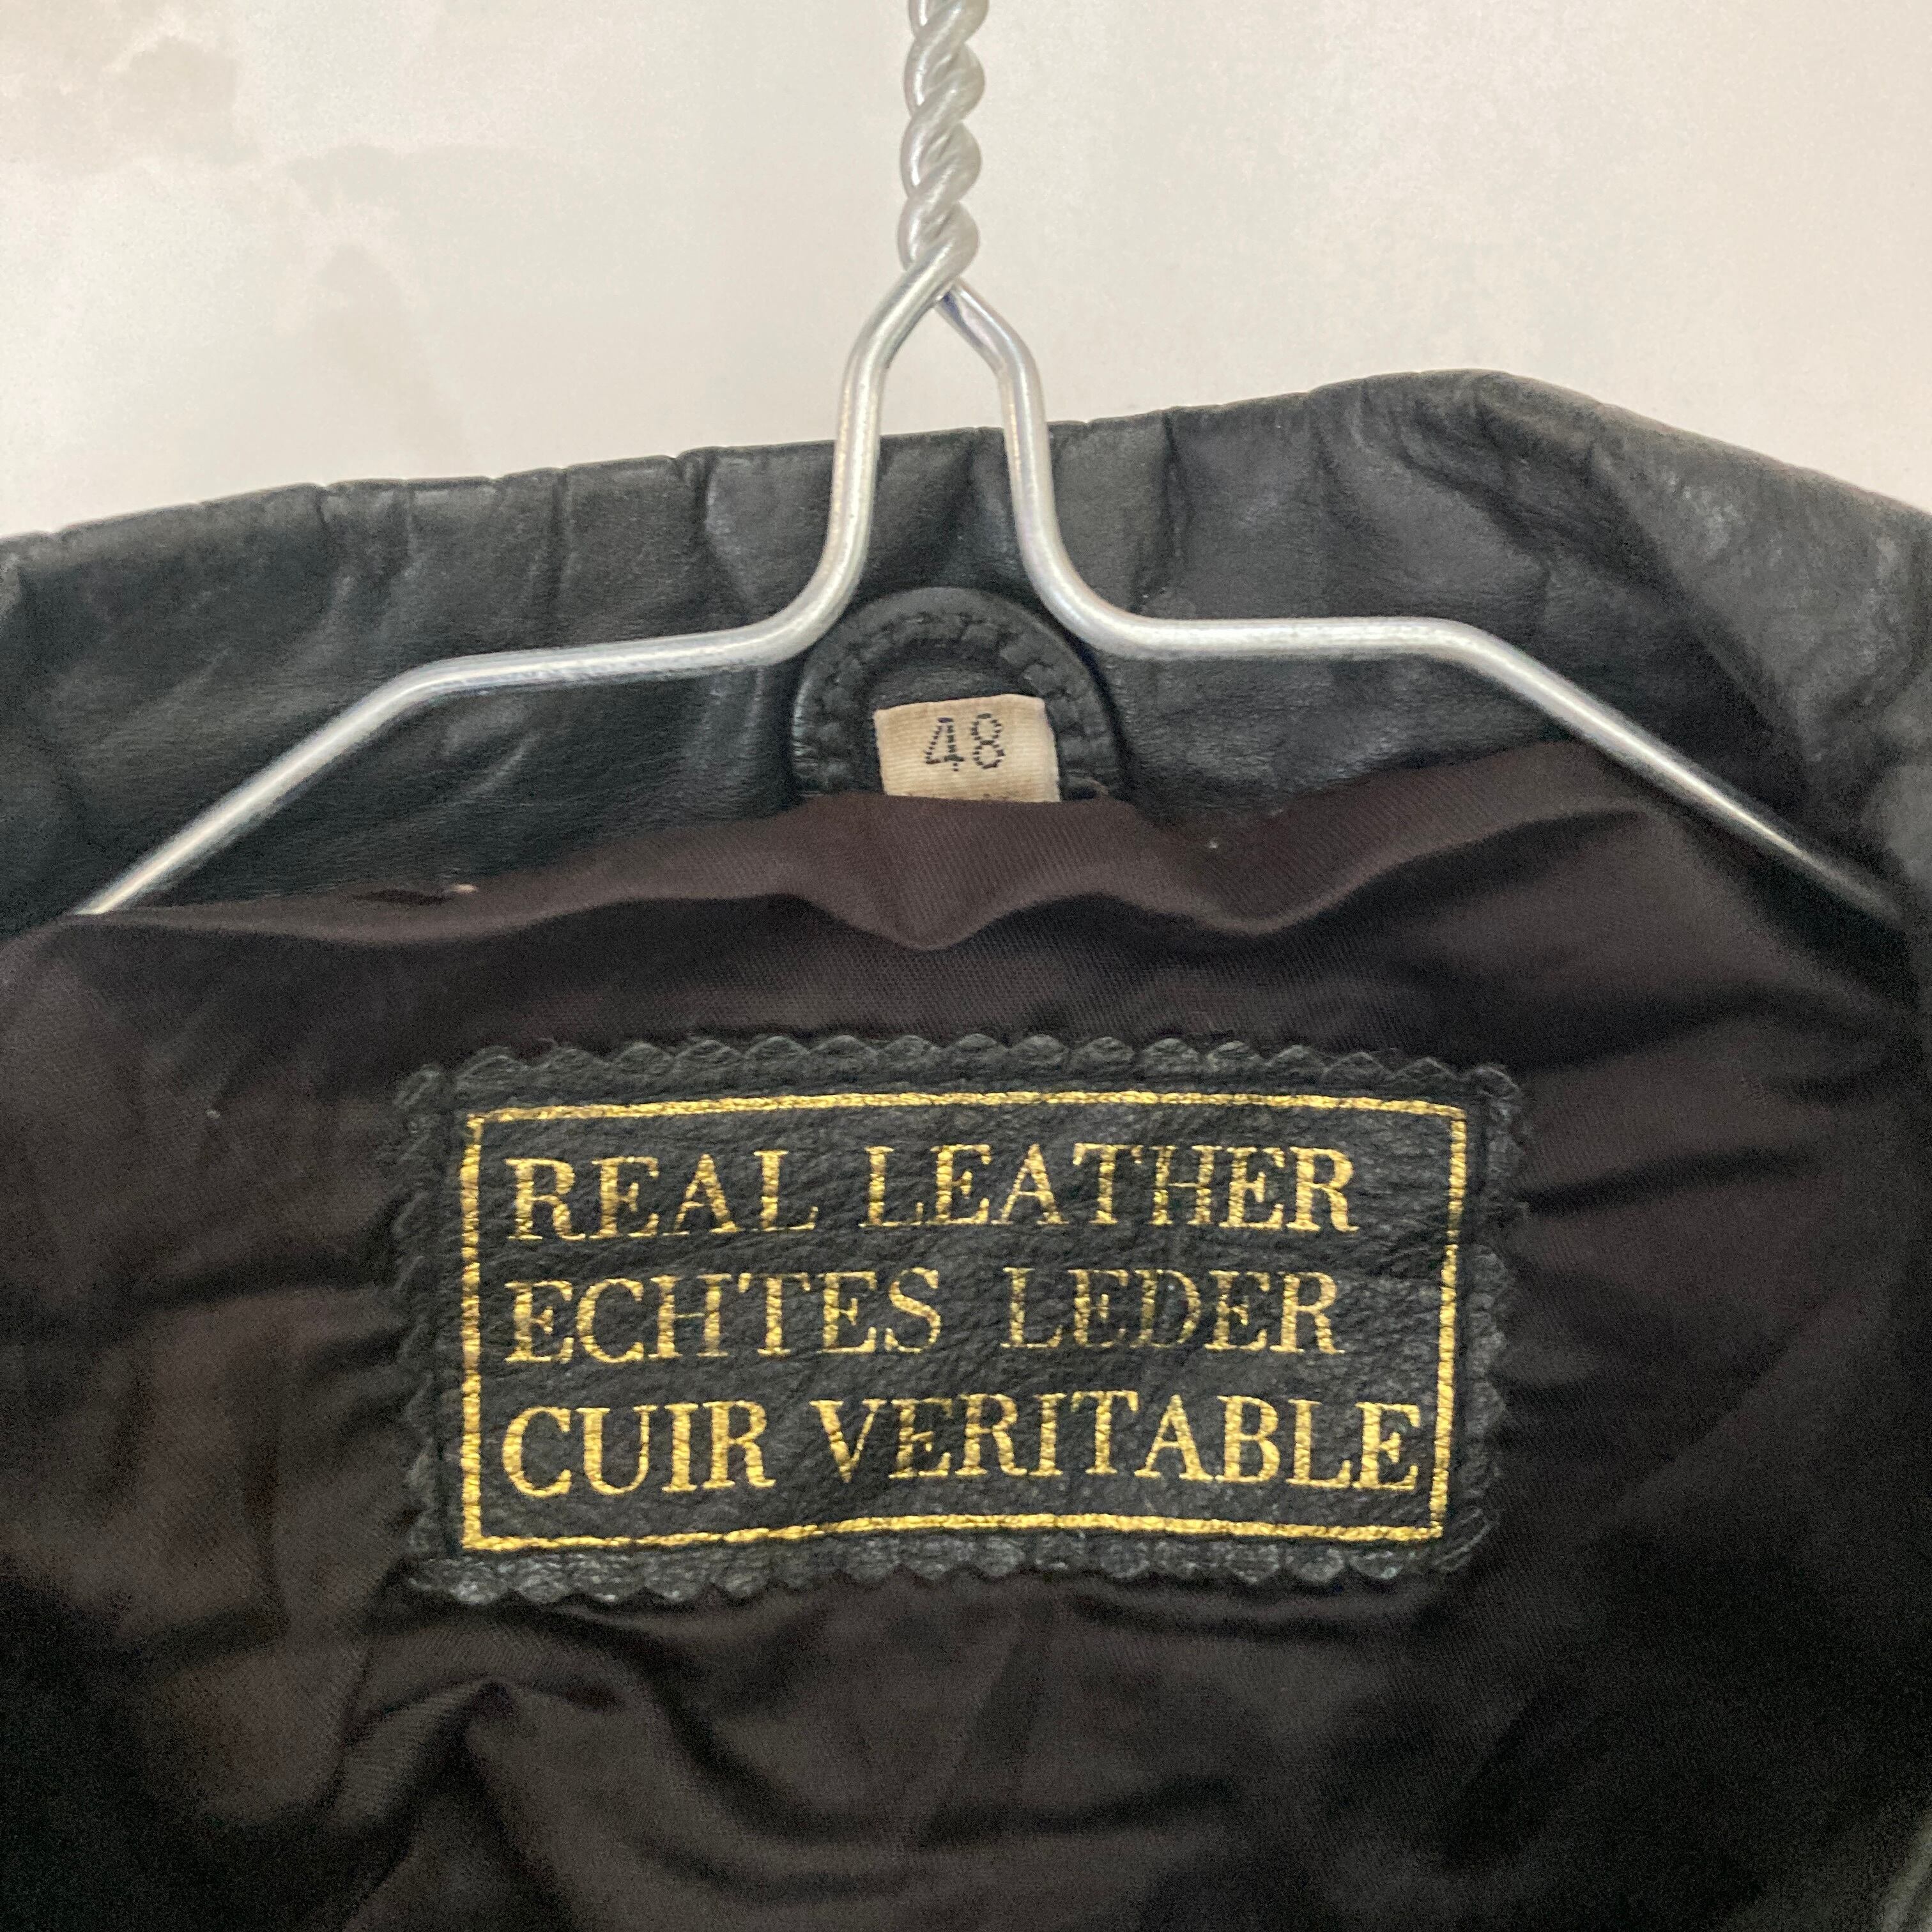 48
REAL LEATHER
ECHTES LEDER
CUIR VERITABLE